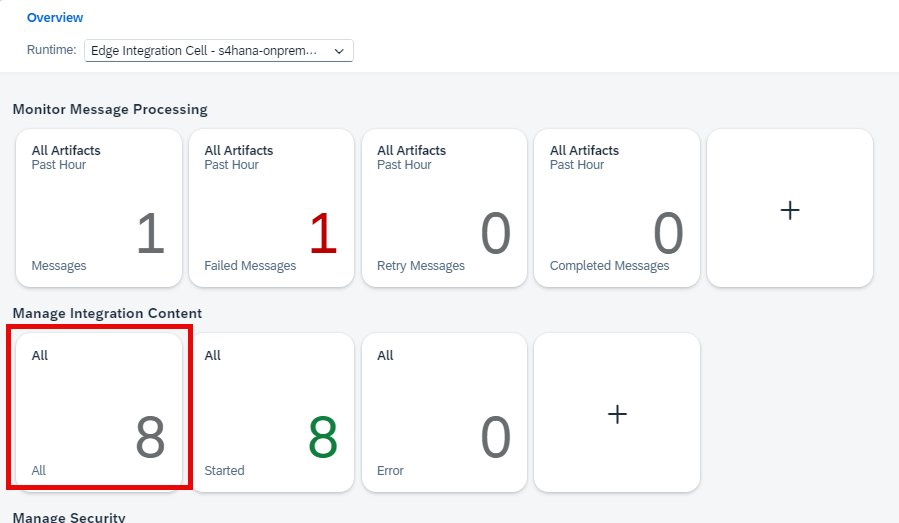 Overview
Runtime: Edge Integration Cell - s4hana-onprem...
Monitor Message Processing
All Artifacts
Past Hour
1
Messages
All Artifacts
Past Hour
1
Failed Messages
All Artifacts
Past Hour
0
Retry Messages
All Artifacts
Past Hour
0
Completed Messages
+
Manage Integration Content
All
8
All
All
8
Started
All
0
Error
+
Manage Security